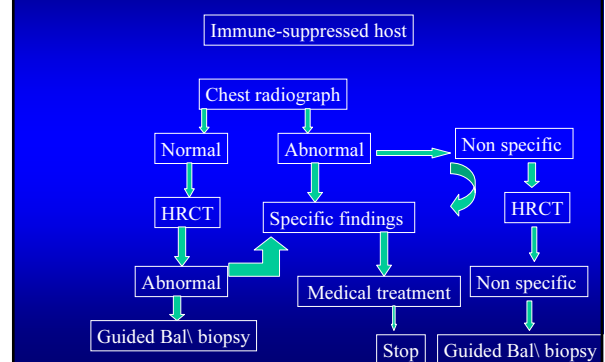 Immune-suppressed host
Chest radiograph
Normal
Abnormal
Non specific
HRCT
Specific findings
HRCT
Abnormal
Medical treatment
Non specific
Guided Bal\ biopsy
Stop
Guided Bal\ biopsy